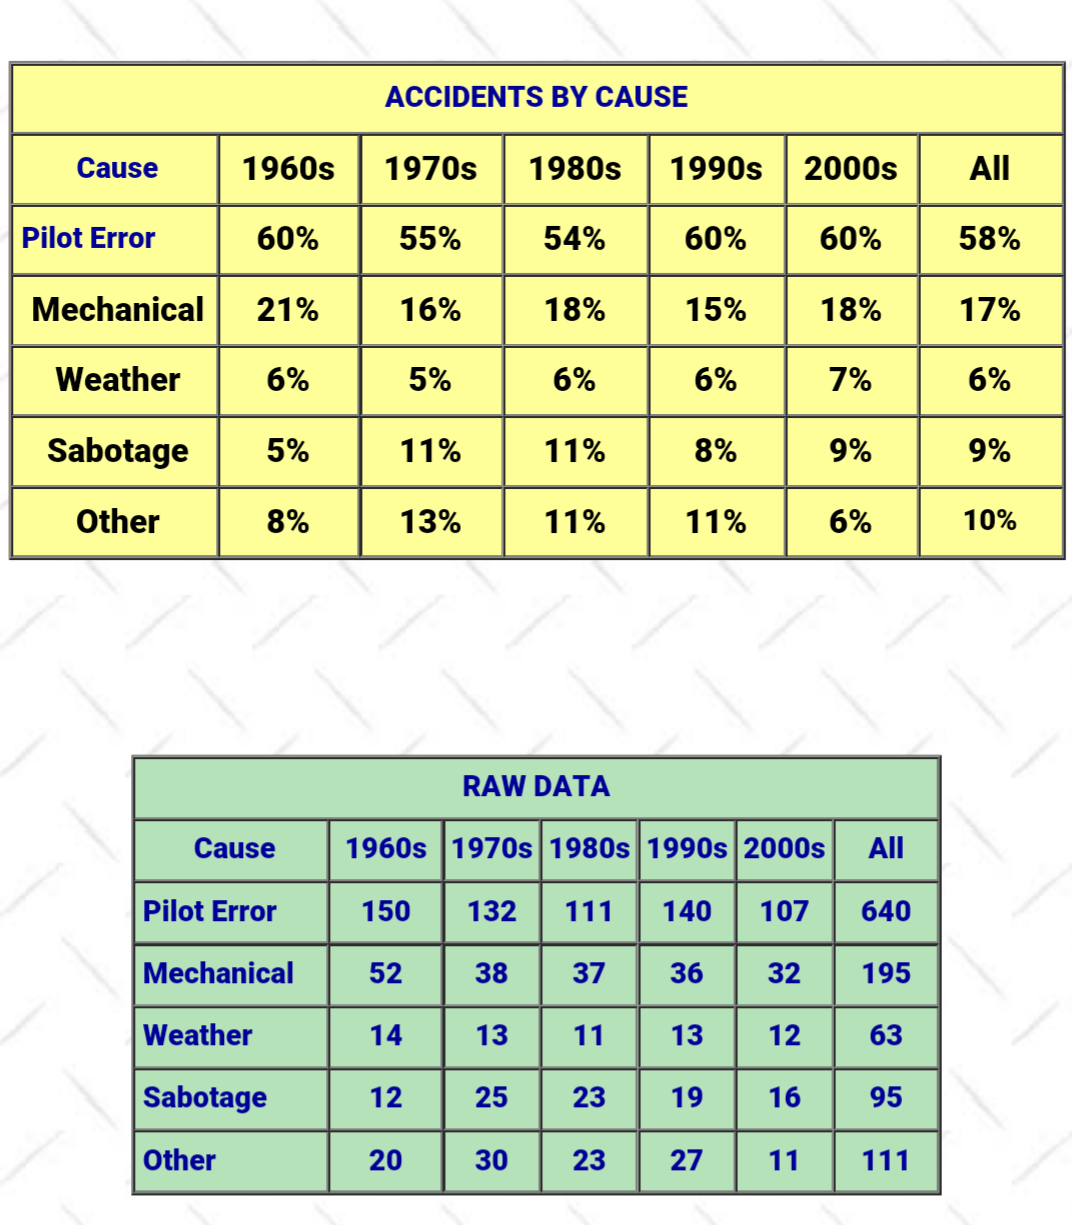 ACCIDENTS BY CAUSE
Cause 1960s 1970s 1980s 1990s 2000s All
Pilot Error 60% 55% 54% 60% 60% 58%
Mechanical 21% 16% 18% 15% 18% 17%
Weather 6% 5% 6% 6% 7% 6%
Sabotage 5% 11% 11% 8% 9% 9%
Other 8% 13% 11% 11% 6% 10%
RAW DATA
Cause 1960s 1970s 1980s 1990s 2000s All
Pilot Error 150 132 111 140 107 640
Mechanical 52 38 37 36 32 195
Weather 14 13 11 13 12 63
Sabotage 12 25 23 19 16 95
Other 20 30 23 27 11 111